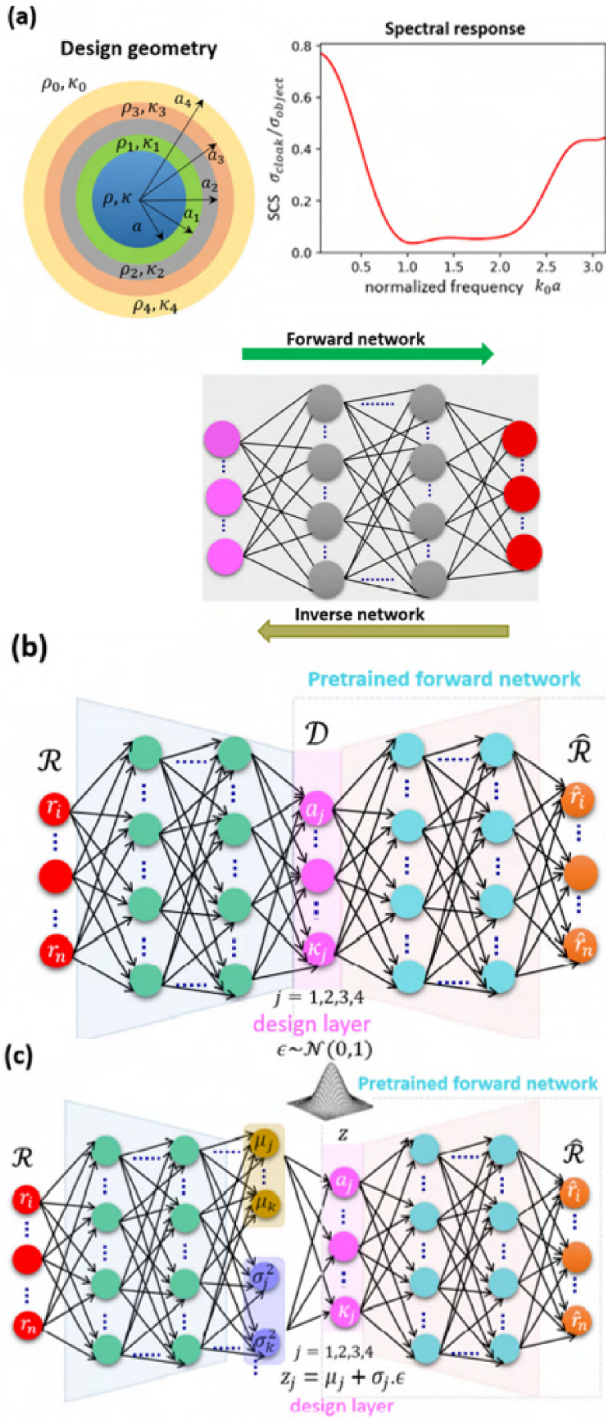 (a)
Design geometry
ρ₀, κ₀
a₄
ρ₃, κ₃
a₃
ρ₁, κ₁
a₂
ρ, κ
a₁
a
ρ₂, κ₂
ρ₄, κ₄
Spectral response
0.8
0.6
0.4
0.2
0.0
SCS σ_cloak/σ_object
0.5 1.0 1.5 2.0 2.5 3.0
normalized frequency k₀a
Forward network
Inverse network
(b)
Pretrained forward network
ℛ 𝒟 ℛ̂
rᵢ aⱼ r̂ᵢ
rₙ κⱼ r̂ₙ
j = 1,2,3,4
design layer
(c)
ϵ~𝒩(0,1)
Pretrained forward network
ℛ z ℛ̂
μⱼ
rᵢ aⱼ r̂ᵢ
μₖ
σⱼ²
rₙ κⱼ r̂ₙ
σₖ²
j = 1,2,3,4
zⱼ = μⱼ + σⱼ.ϵ
design layer